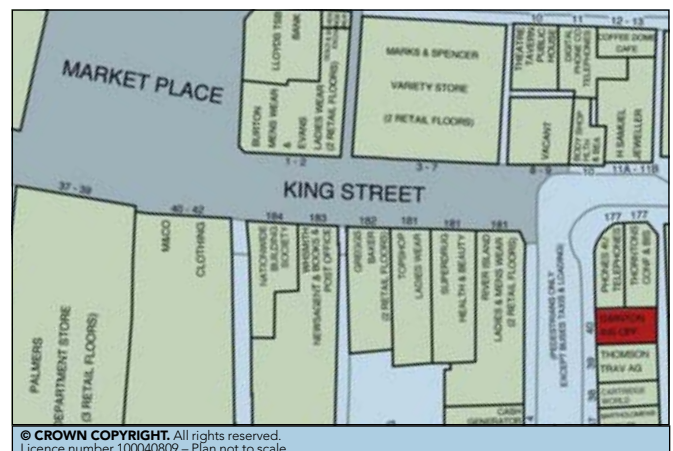 10
11
12 - 13
LLOYDS TSB
BANK
MARKS & SPENCER
VARIETY STORE
(2 RETAIL FLOORS)
THEATRE
TAVERN
PUBLIC
HOUSE
DIGITAL
PHONE CO
TELEPHONES
COFFEE DOME
CAFE
MARKET PLACE
BURTON
MENS WEAR
&
EVANS
LADIES WEAR
(2 RETAIL FLOORS)
VACANT
BODY SHOP
HLTH
& BEA
H SAMUEL
JEWELLER
1 - 2
3 - 7
8 - 9
10
11A - 11B
KING STREET
37 - 39
40 - 42
184
183
182
181
181
181
177
177
M&CO
CLOTHING
NATIONWIDE
BUILDING
SOCIETY
WHSMITH
NEWSAGENT & BOOKS &
POST OFFICE
GREGGS
BAKER
(2 RETAIL FLOORS)
TOPSHOP
LADIES WEAR
SUPERDRUG
HEALTH & BEAUTY
RIVER ISLAND
LADIES & MENS WEAR
(2 RETAIL FLOORS)
(PEDESTRIANS ONLY
EXCEPT BUSES TAXIS & LOADING)
PHONES 4U
TELEPHONES
THORNTONS
CONF & BIS
40
THOMSON
TRAV AG
39
CARTRIDGE
WORLD
38
PALMERS
DEPARTMENT STORE
(3 RETAIL FLOORS)
CASH
GENERATOR
© CROWN COPYRIGHT. All rights reserved.
Licence number 100040809 – Plan not to scale